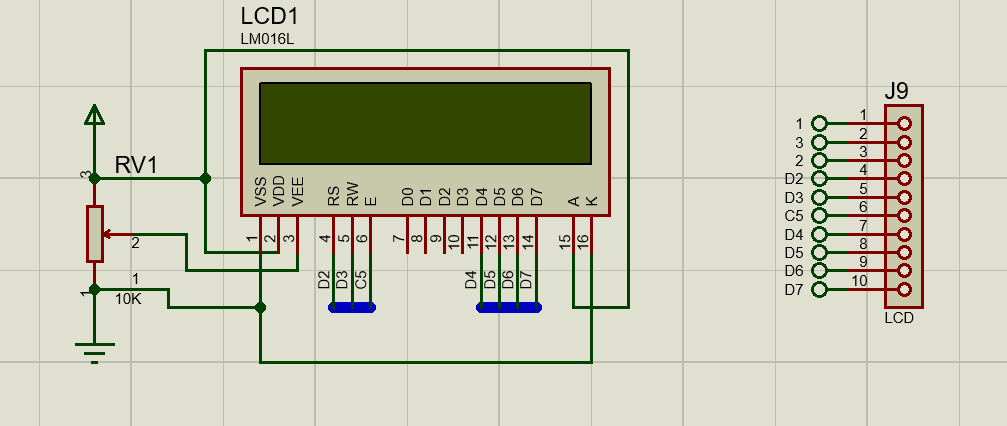 LCD1
LM016L
RV1
3
2
1
1
10K
VSS VDD VEE RS RW E D0 D1 D2 D3 D4 D5 D6 D7 A K
1 2 3 4 5 6 7 8 9 10 11 12 13 14 15 16
D2 D3 C5 D4 D5 D6 D7
J9
1 1
3 2
2 3
D2 4
D3 5
C5 6
D4 7
D5 8
D6 9
D7 10
LCD